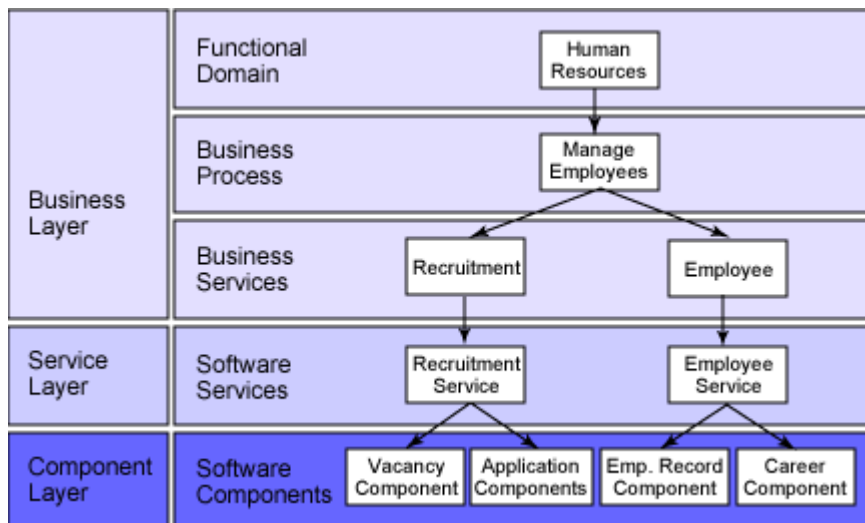 Functional
Domain
Human
Resources
Business
Layer
Business
Process
Manage
Employees
Business
Services
Recruitment
Employee
Service
Layer
Software
Services
Recruitment
Service
Employee
Service
Component
Layer
Software
Components
Vacancy
Component
Application
Components
Emp. Record
Component
Career
Component